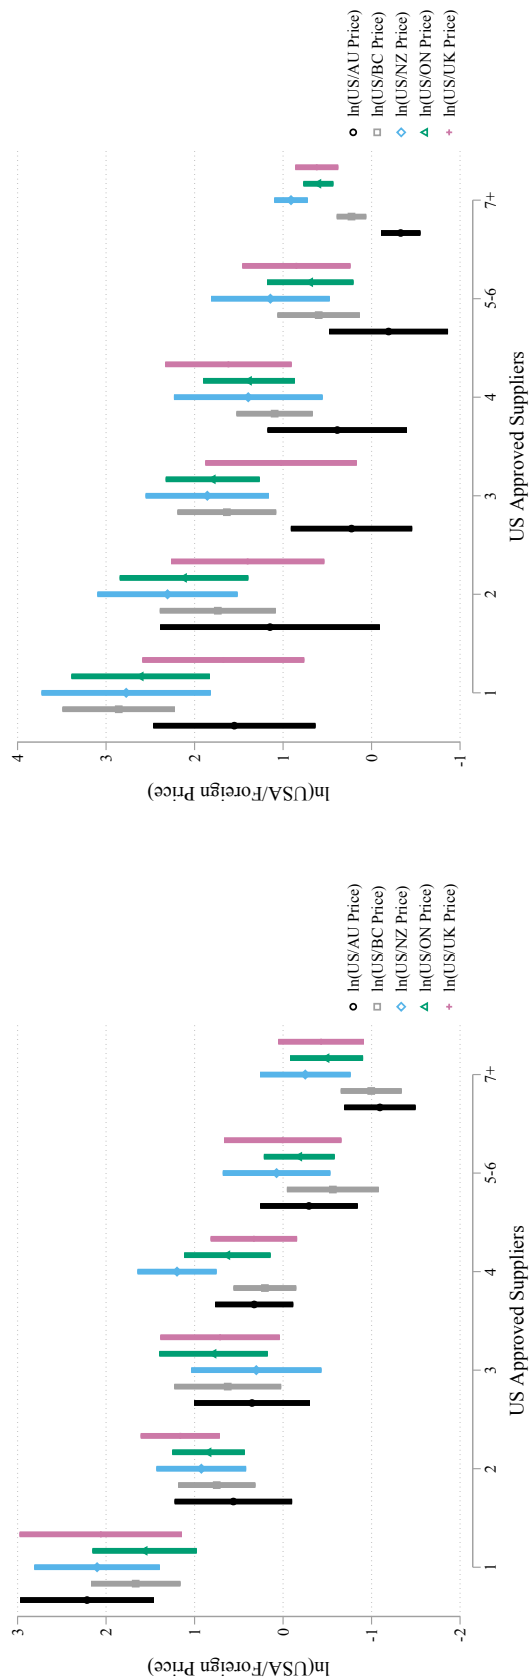 ln(USA/Foreign Price)
3
2
1
0
-1
-2
1
2
3
4
5-6
7+
US Approved Suppliers
ln(US/AU Price)
ln(US/BC Price)
ln(US/NZ Price)
ln(US/ON Price)
ln(US/UK Price)
ln(USA/Foreign Price)
4
3
2
1
0
-1
1
2
3
4
5-6
7+
US Approved Suppliers
ln(US/AU Price)
ln(US/BC Price)
ln(US/NZ Price)
ln(US/ON Price)
ln(US/UK Price)